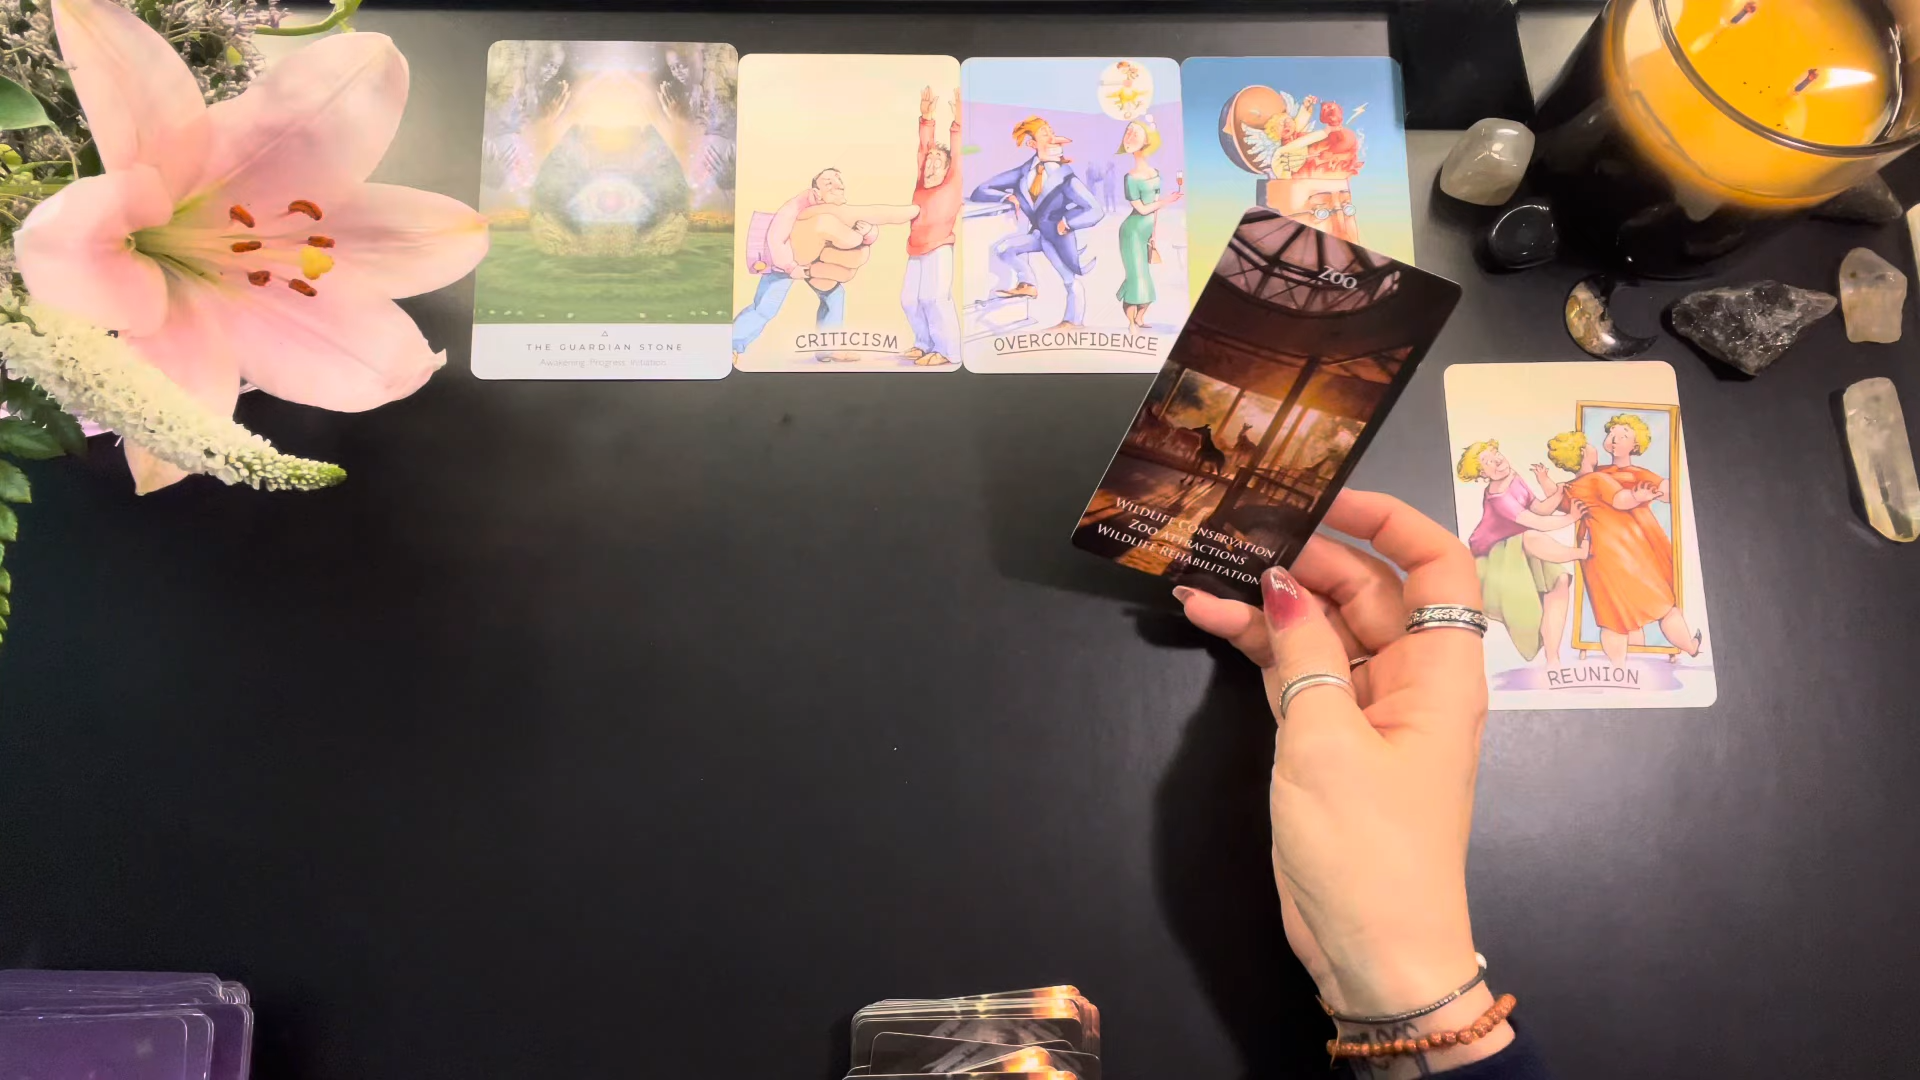 THE GUARDIAN STONE
Awakening. Progress. Initiation.
CRITICISM
OVERCONFIDENCE
ZOO
WILDLIFE CONSERVATION
ZOO ATTRACTIONS
WILDLIFE REHABILITATION
REUNION